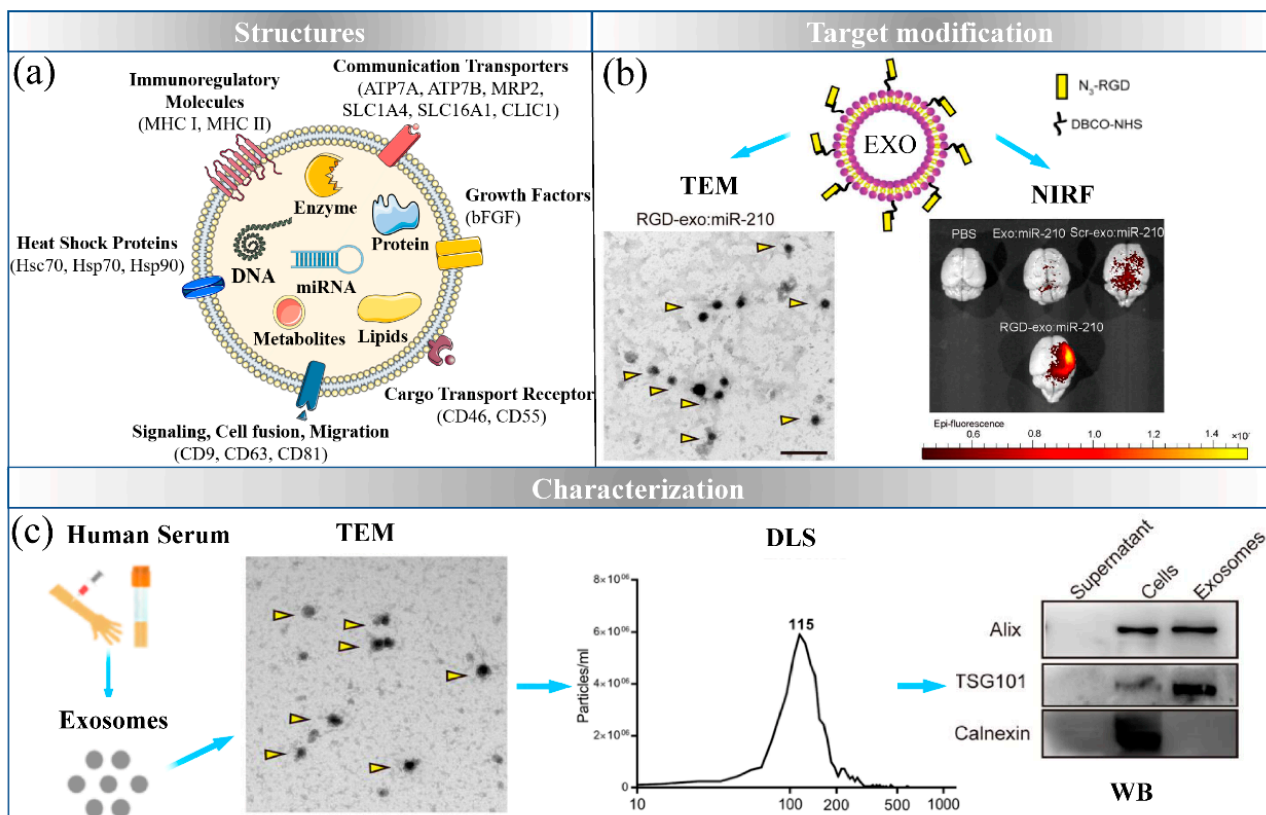 Structures
Target modification
(a)
Immunoregulatory
Molecules
(MHC I, MHC II)
Communication Transporters
(ATP7A, ATP7B, MRP2,
SLC1A4, SLC16A1, CLIC1)
Enzyme
Growth Factors
(bFGF)
Protein
Heat Shock Proteins
(Hsc70, Hsp70, Hsp90)
DNA
miRNA
Metabolites
Lipids
Cargo Transport Receptor
(CD46, CD55)
Signaling, Cell fusion, Migration
(CD9, CD63, CD81)
(b)
N₃-RGD
DBCO-NHS
EXO
TEM
NIRF
RGD-exo:miR-210
PBS
Exo:miR-210
Scr-exo:miR-210
RGD-exo:miR-210
Epi-fluorescence
0.6
0.8
1.0
1.2
1.4
Characterization
(c)
Human Serum
Exosomes
TEM
DLS
Particles/ml
8×10⁰⁶
6×10⁰⁶
4×10⁰⁶
2×10⁰⁶
0
115
10
100
200
500
1000
Supernatant
Cells
Exosomes
Alix
TSG101
Calnexin
WB